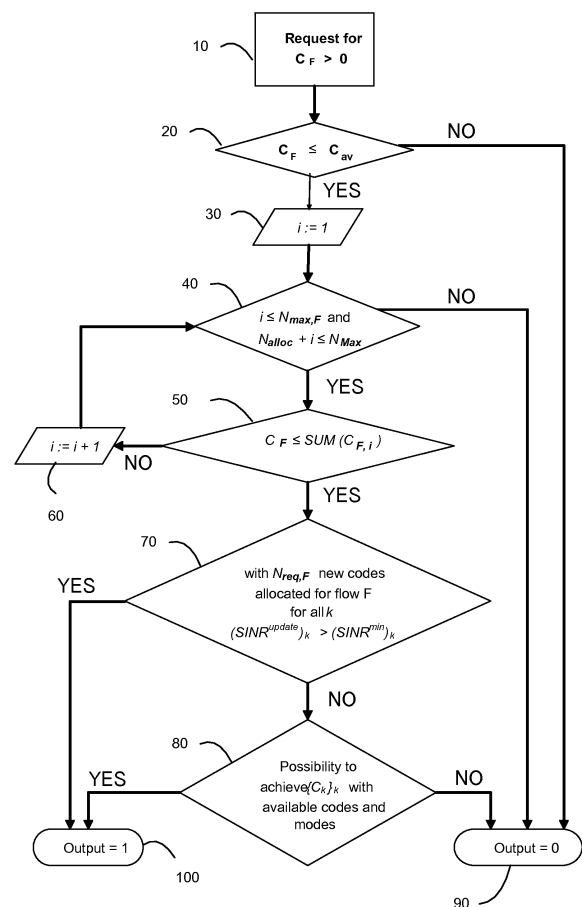 10
Request for
C F > 0
20
NO
C F ≤ C av
YES
30
i := 1
40
NO
i ≤ N max,F and
N alloc + i ≤ N Max
YES
50
C F ≤ SUM (C F, i )
i := i + 1
NO
60
YES
70
YES
with N req,F new codes
allocated for flow F
for all k
(SINR update) k > (SINR min) k
NO
80
YES
Possibility to
achieve {C k} k with
available codes and
modes
NO
Output = 1
Output = 0
100
90